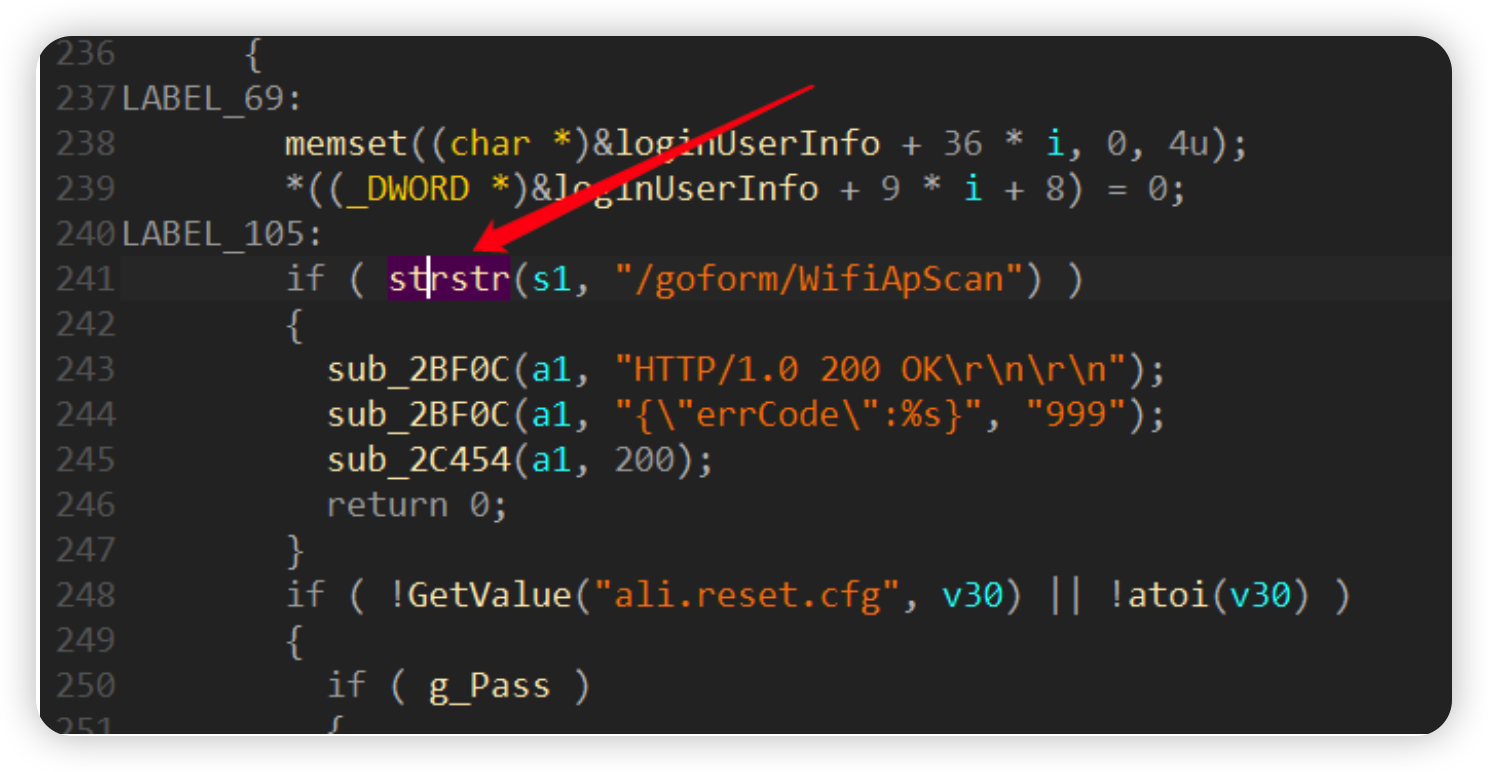 236 {
237 LABEL_69:
238 memset((char *)&loginUserInfo + 36 * i, 0, 4u);
239 *((_DWORD *)&loginUserInfo + 9 * i + 8) = 0;
240 LABEL_105:
241 if ( strstr(s1, "/goform/WifiApScan") )
242 {
243 sub_2BF0C(a1, "HTTP/1.0 200 OK\r\n\r\n");
244 sub_2BF0C(a1, "{\"errCode\":%s}", "999");
245 sub_2C454(a1, 200);
246 return 0;
247 }
248 if ( !GetValue("ali.reset.cfg", v30) || !atoi(v30) )
249 {
250 if ( g_Pass )
251 {